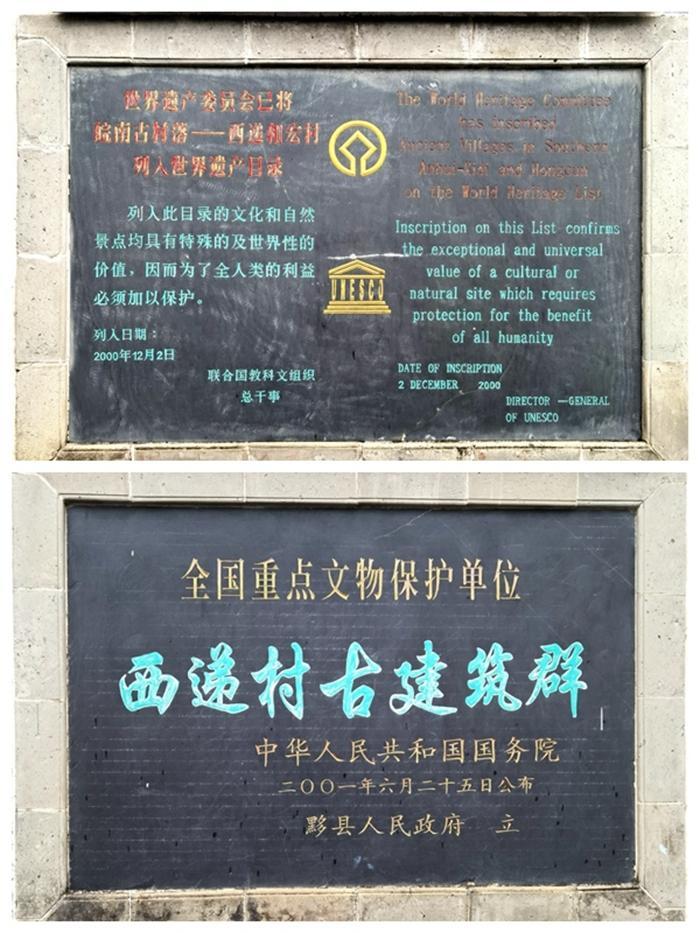 世界遗产委员会已将
皖南古村落——西递和宏村
列入世界遗产目录
列入此目录的文化和自然
景点均具有特殊的及世界性的
价值，因而为了全人类的利益
必须加以保护。
列入日期：
2000年12月2日
联合国教科文组织
总干事
UNESCO
The World Heritage Committee
has inscribed
Ancient Villages in Southern
Anhui-Xidi and Hongcun
on the World Heritage List
Inscription on this List confirms
the exceptional and universal
value of a cultural or
natural site which requires
protection for the benefit
of all humanity
DATE OF INSCRIPTION
2 DECEMBER 2000
DIRECTOR —GENERAL
OF UNESCO
全国重点文物保护单位
西递村古建筑群
中华人民共和国国务院
二〇〇一年六月二十五日公布
黟县人民政府 立